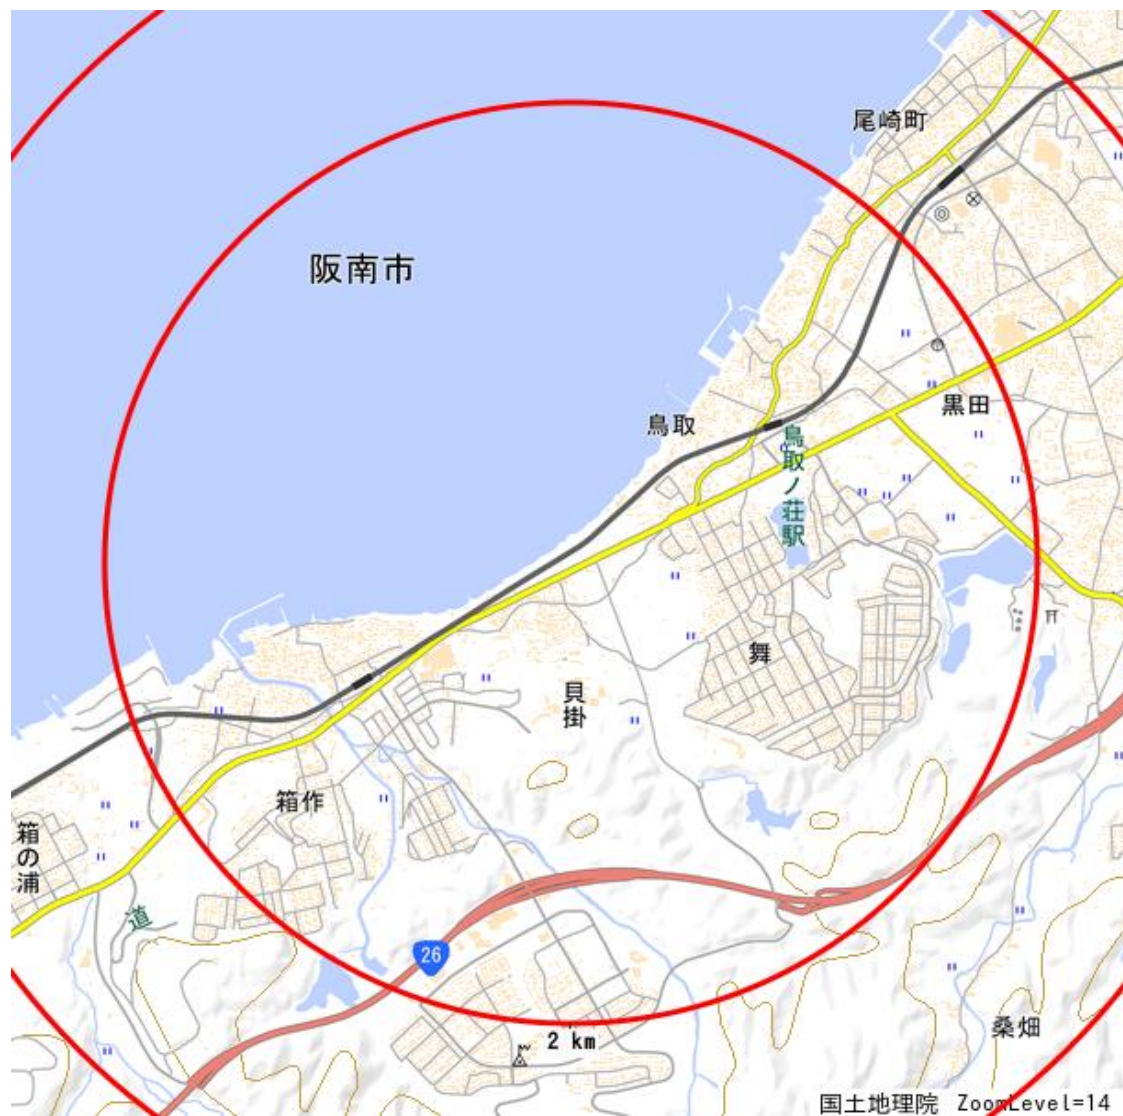 尾崎町
阪南市
黒田
鳥取
鳥取ノ荘駅
舞
貝掛
箱作
箱の浦
道
26
桑畑
2 km
国土地理院 ZoomLevel=14